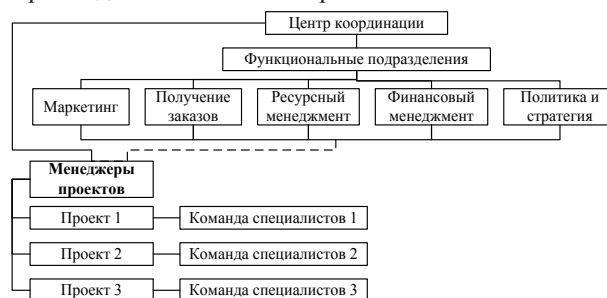 Центр координации
Функциональные подразделения
Маркетинг
Получение
заказов
Ресурсный
менеджмент
Финансовый
менеджмент
Политика и
стратегия
Менеджеры
проектов
Проект 1
Команда специалистов 1
Проект 2
Команда специалистов 2
Проект 3
Команда специалистов 3